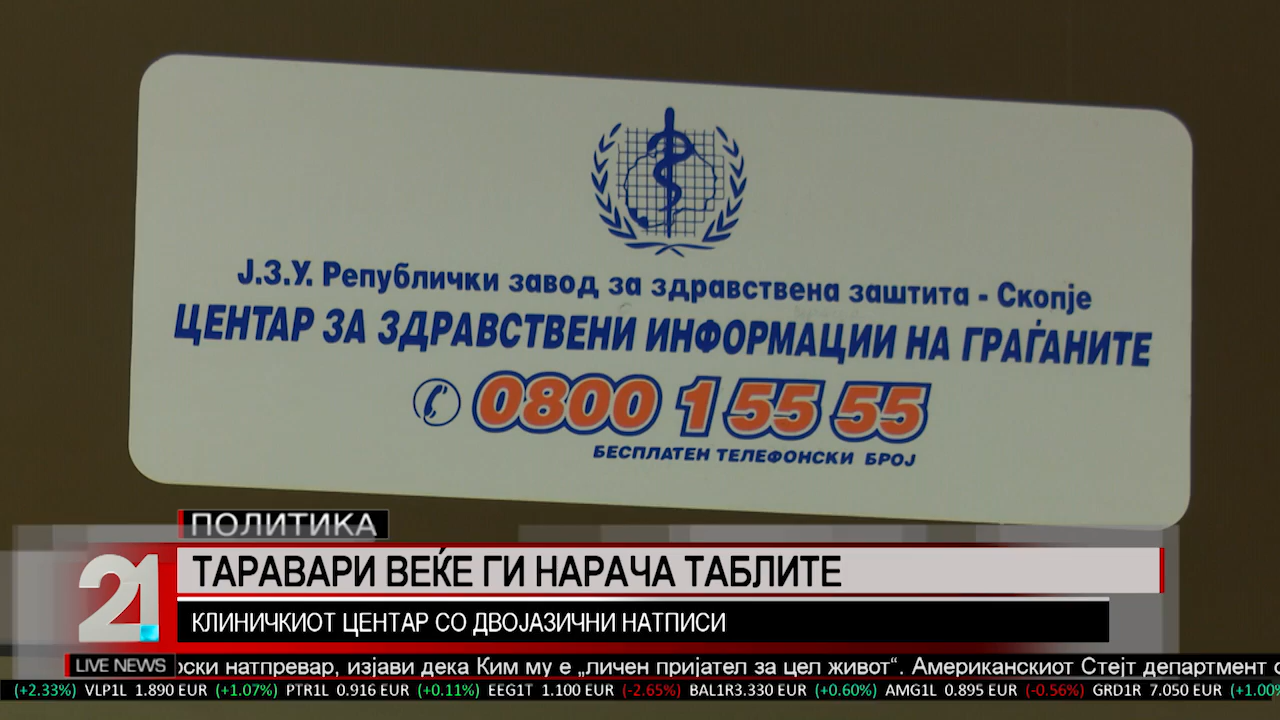 Ј.З.У. Републички завод за здравствена заштита - Скопје
ЦЕНТАР ЗА ЗДРАВСТВЕНИ ИНФОРМАЦИИ НА ГРАЃАНИТЕ
0800 1 55 55
БЕСПЛАТЕН ТЕЛЕФОНСКИ БРОЈ
ПОЛИТИКА
21
ТАРАВАРИ ВЕЌЕ ГИ НАРАЧА ТАБЛИТЕ
КЛИНИЧКИОТ ЦЕНТАР СО ДВОЈАЗИЧНИ НАТПИСИ
LIVE NEWS
рски натпревар, изјави дека Ким му е „личен пријател за цел живот“. Американскиот Стејт департмент
(+2.33%) VLP1L 1.890 EUR (+1.07%) PTR1L 0.916 EUR (+0.11%) EEG1T 1.100 EUR (-2.65%) BAL1R3.330 EUR (+0.60%) AMG1L 0.895 EUR (-0.56%) GRD1R 7.050 EUR (+1.00%